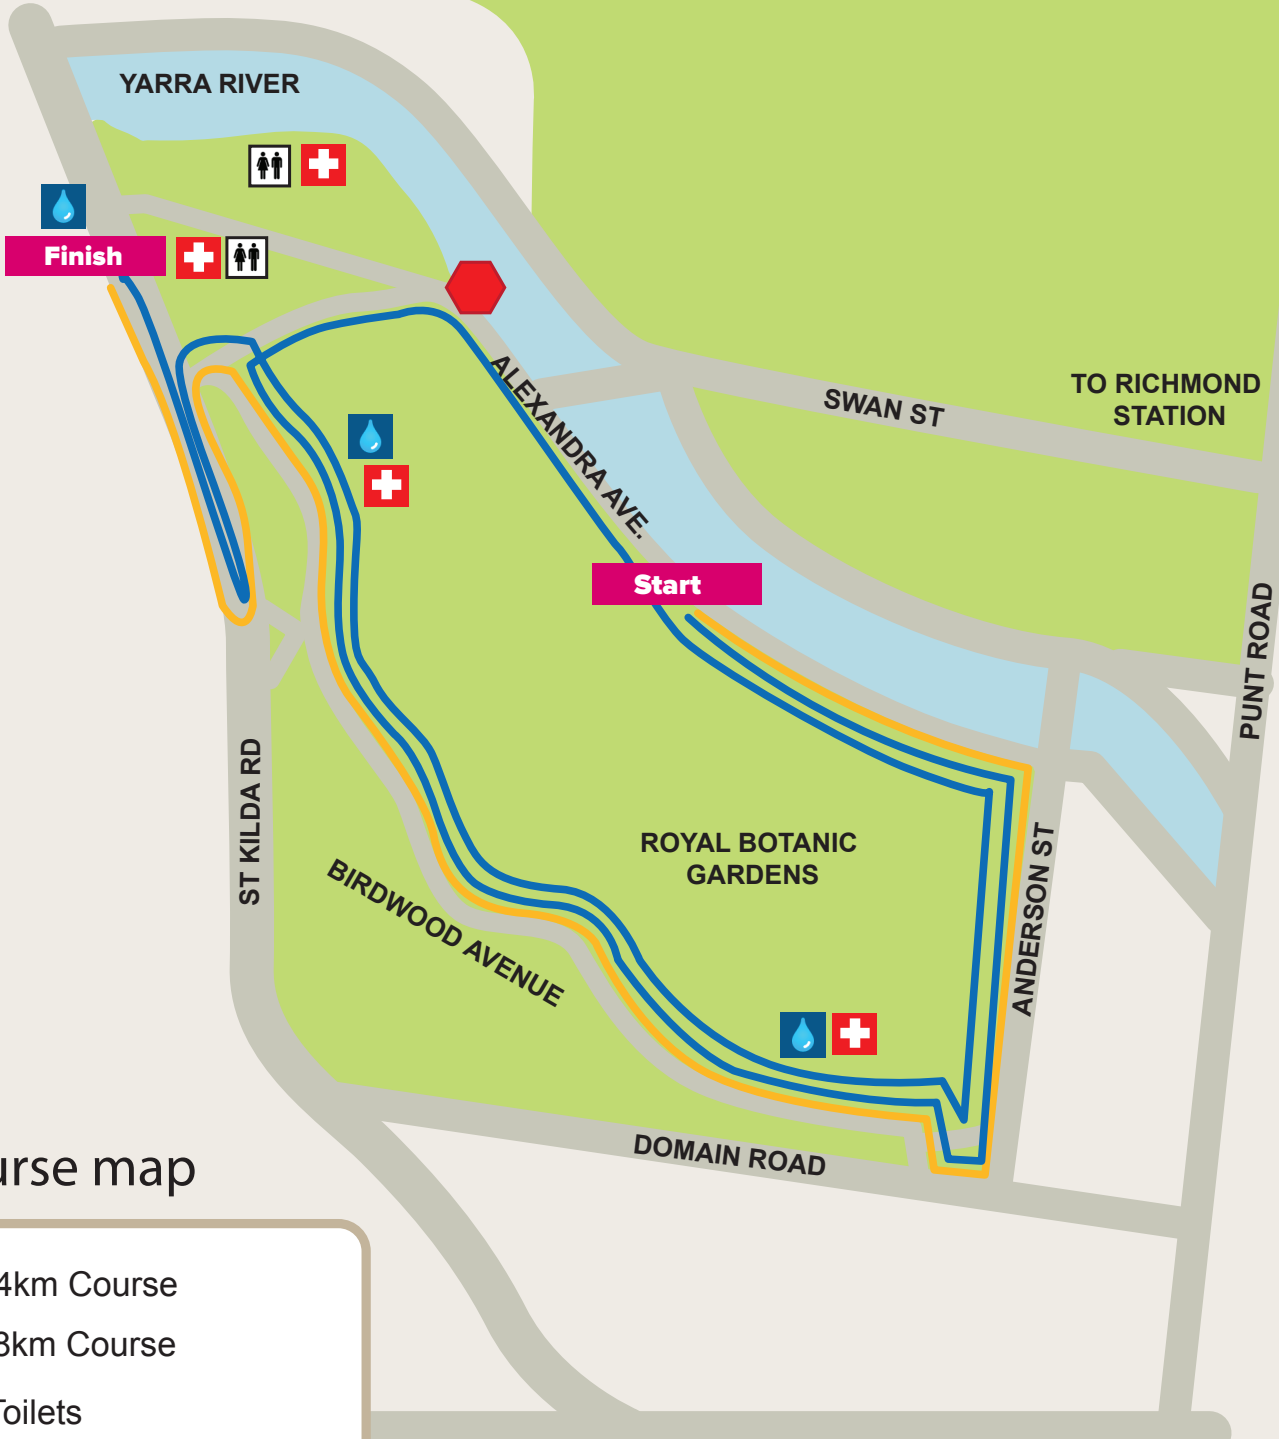 YARRA RIVER
Finish
ALEXANDRA AVE.
SWAN ST
TO RICHMOND
STATION
Start
PUNT ROAD
ST KILDA RD
BIRDWOOD AVENUE
ROYAL BOTANIC
GARDENS
ANDERSON ST
DOMAIN ROAD
urse map
4km Course
8km Course
Toilets